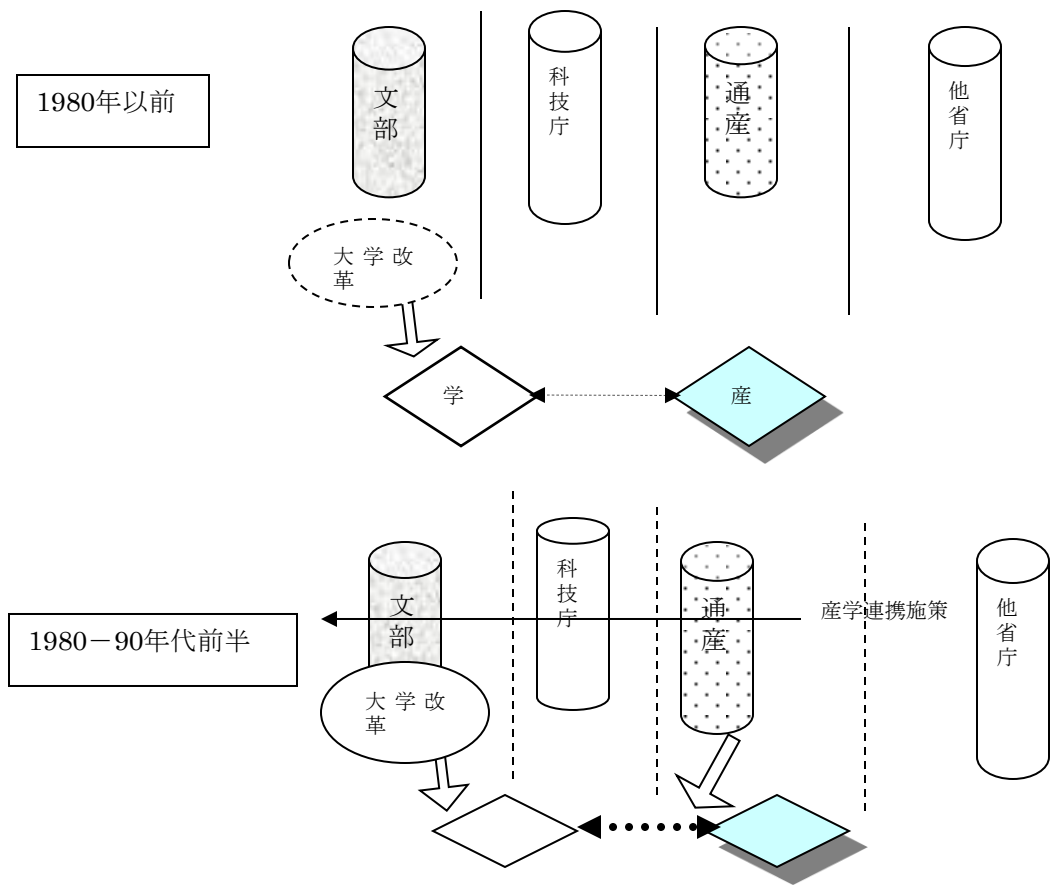 1980年以前
文
部
科
技
庁
通
産
他
省
庁
大学改
革
学
産
1980－90年代前半
文
部
科
技
庁
通
産
産学連携施策
他
省
庁
大学改
革